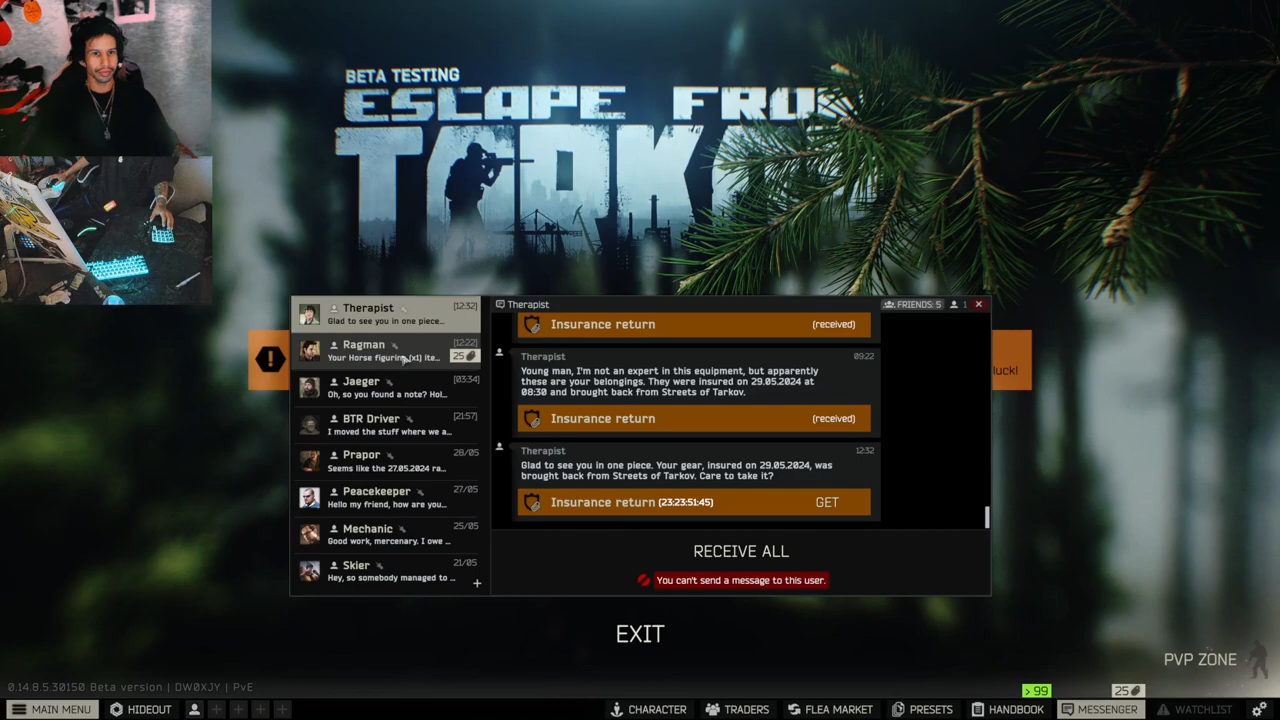 BETA TESTING
ESCAPE FROM
Therapist
[12:32]
Glad to see you in one piece...
Ragman
[12:22]
Your Horse figurine (x1) ite...
25
Jaeger
[03:34]
Oh, so you found a note? Hol...
BTR Driver
[21:57]
I moved the stuff where we a...
Prapor
28/05
Seems like the 27.05.2024 ra...
Peacekeeper
27/05
Hello my friend, how are you...
Mechanic
25/05
Good work, mercenary. I owe ...
Skier
21/05
Hey, so somebody managed to ...
+
Therapist
FRIENDS: 5
1
Insurance return
(received)
Therapist
09:22
Young man, I'm not an expert in this equipment, but apparently
these are your belongings. They were insured on 29.05.2024 at
08:30 and brought back from Streets of Tarkov.
Insurance return
(received)
Therapist
12:32
Glad to see you in one piece. Your gear, insured on 29.05.2024, was
brought back from Streets of Tarkov. Care to take it?
Insurance return (23:23:51:45)
GET
RECEIVE ALL
You can't send a message to this user.
luck!
EXIT
PVP ZONE
0.14.8.5.30150 Beta version | DW0XJY | PvE
> 99
25
MAIN MENU
HIDEOUT
CHARACTER
TRADERS
FLEA MARKET
PRESETS
HANDBOOK
MESSENGER
WATCHLIST